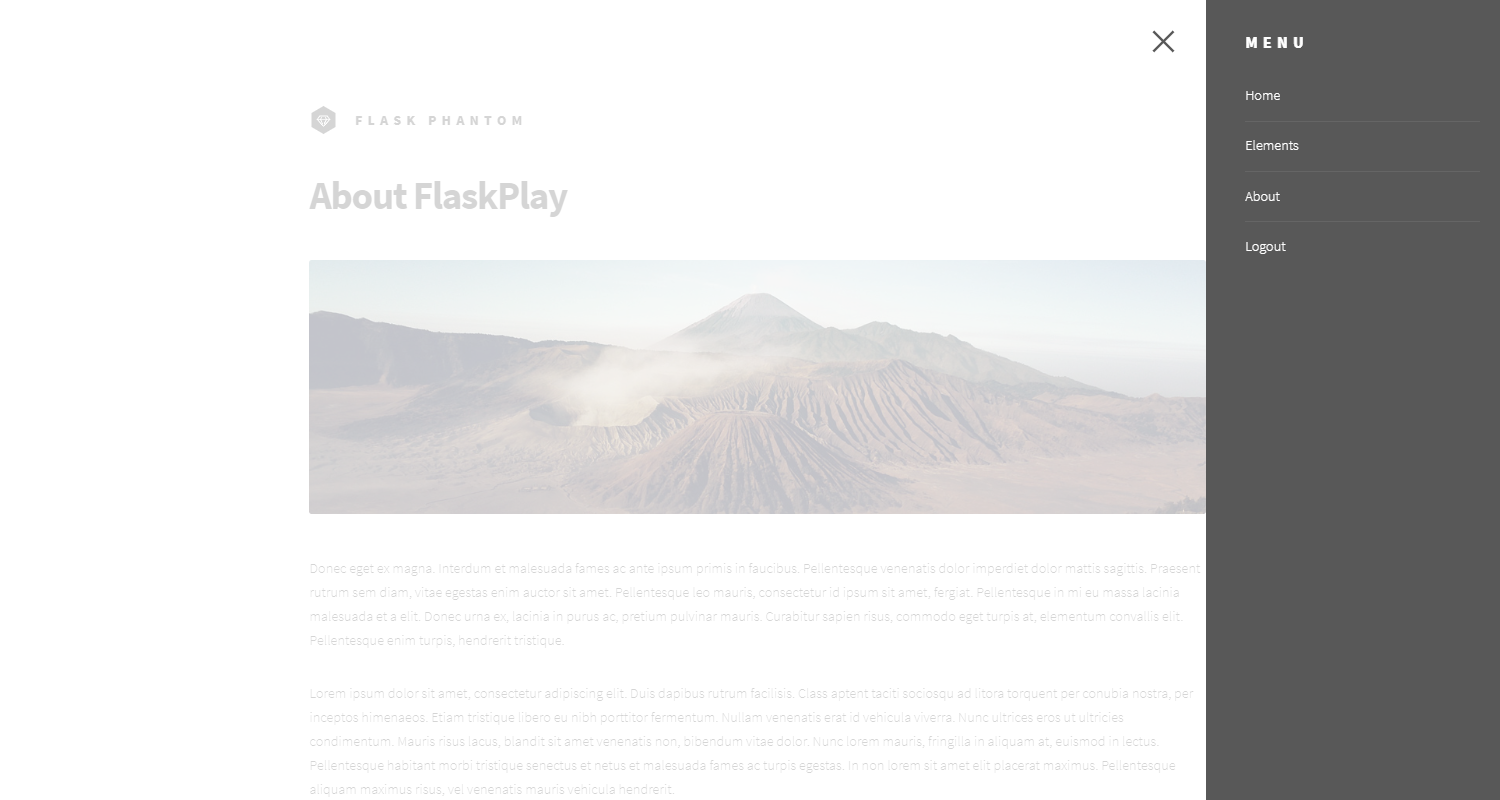 FLASK PHANTOM
About FlaskPlay
Donec eget ex magna. Interdum et malesuada fames ac ante ipsum primis in faucibus. Pellentesque venenatis dolor imperdiet dolor mattis sagittis. Praesent
rutrum sem diam, vitae egestas enim auctor sit amet. Pellentesque leo mauris, consectetur id ipsum sit amet, fergiat. Pellentesque in mi eu massa lacinia
malesuada et a elit. Donec urna ex, lacinia in purus ac, pretium pulvinar mauris. Curabitur sapien risus, commodo eget turpis at, elementum convallis elit.
Pellentesque enim turpis, hendrerit tristique.
Lorem ipsum dolor sit amet, consectetur adipiscing elit. Duis dapibus rutrum facilisis. Class aptent taciti sociosqu ad litora torquent per conubia nostra, per
inceptos himenaeos. Etiam tristique libero eu nibh porttitor fermentum. Nullam venenatis erat id vehicula viverra. Nunc ultrices eros ut ultricies
condimentum. Mauris risus lacus, blandit sit amet venenatis non, bibendum vitae dolor. Nunc lorem mauris, fringilla in aliquam at, euismod in lectus.
Pellentesque habitant morbi tristique senectus et netus et malesuada fames ac turpis egestas. In non lorem sit amet elit placerat maximus. Pellentesque
aliquam maximus risus, vel venenatis mauris vehicula hendrerit.
MENU
Home
Elements
About
Logout